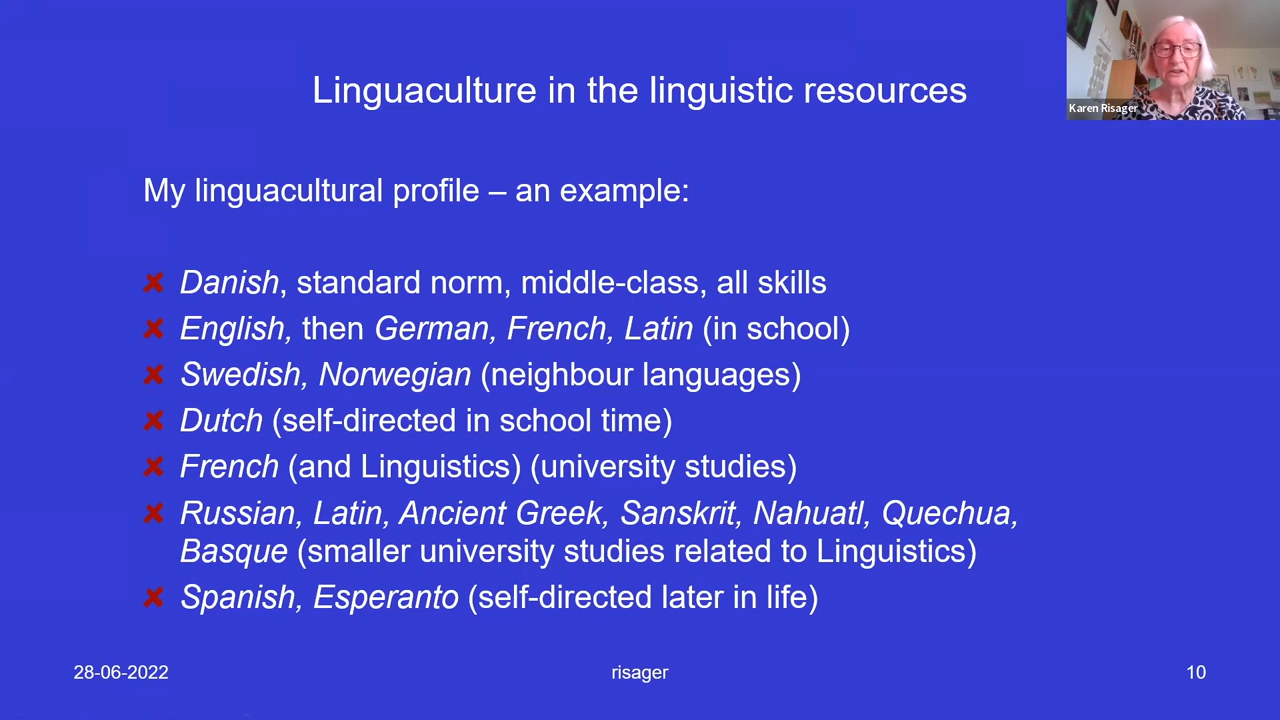 Linguaculture in the linguistic resources
Karen Risager
My linguacultural profile – an example:
Danish, standard norm, middle-class, all skills
English, then German, French, Latin (in school)
Swedish, Norwegian (neighbour languages)
Dutch (self-directed in school time)
French (and Linguistics) (university studies)
Russian, Latin, Ancient Greek, Sanskrit, Nahuatl, Quechua,
Basque (smaller university studies related to Linguistics)
Spanish, Esperanto (self-directed later in life)
28-06-2022
risager
10